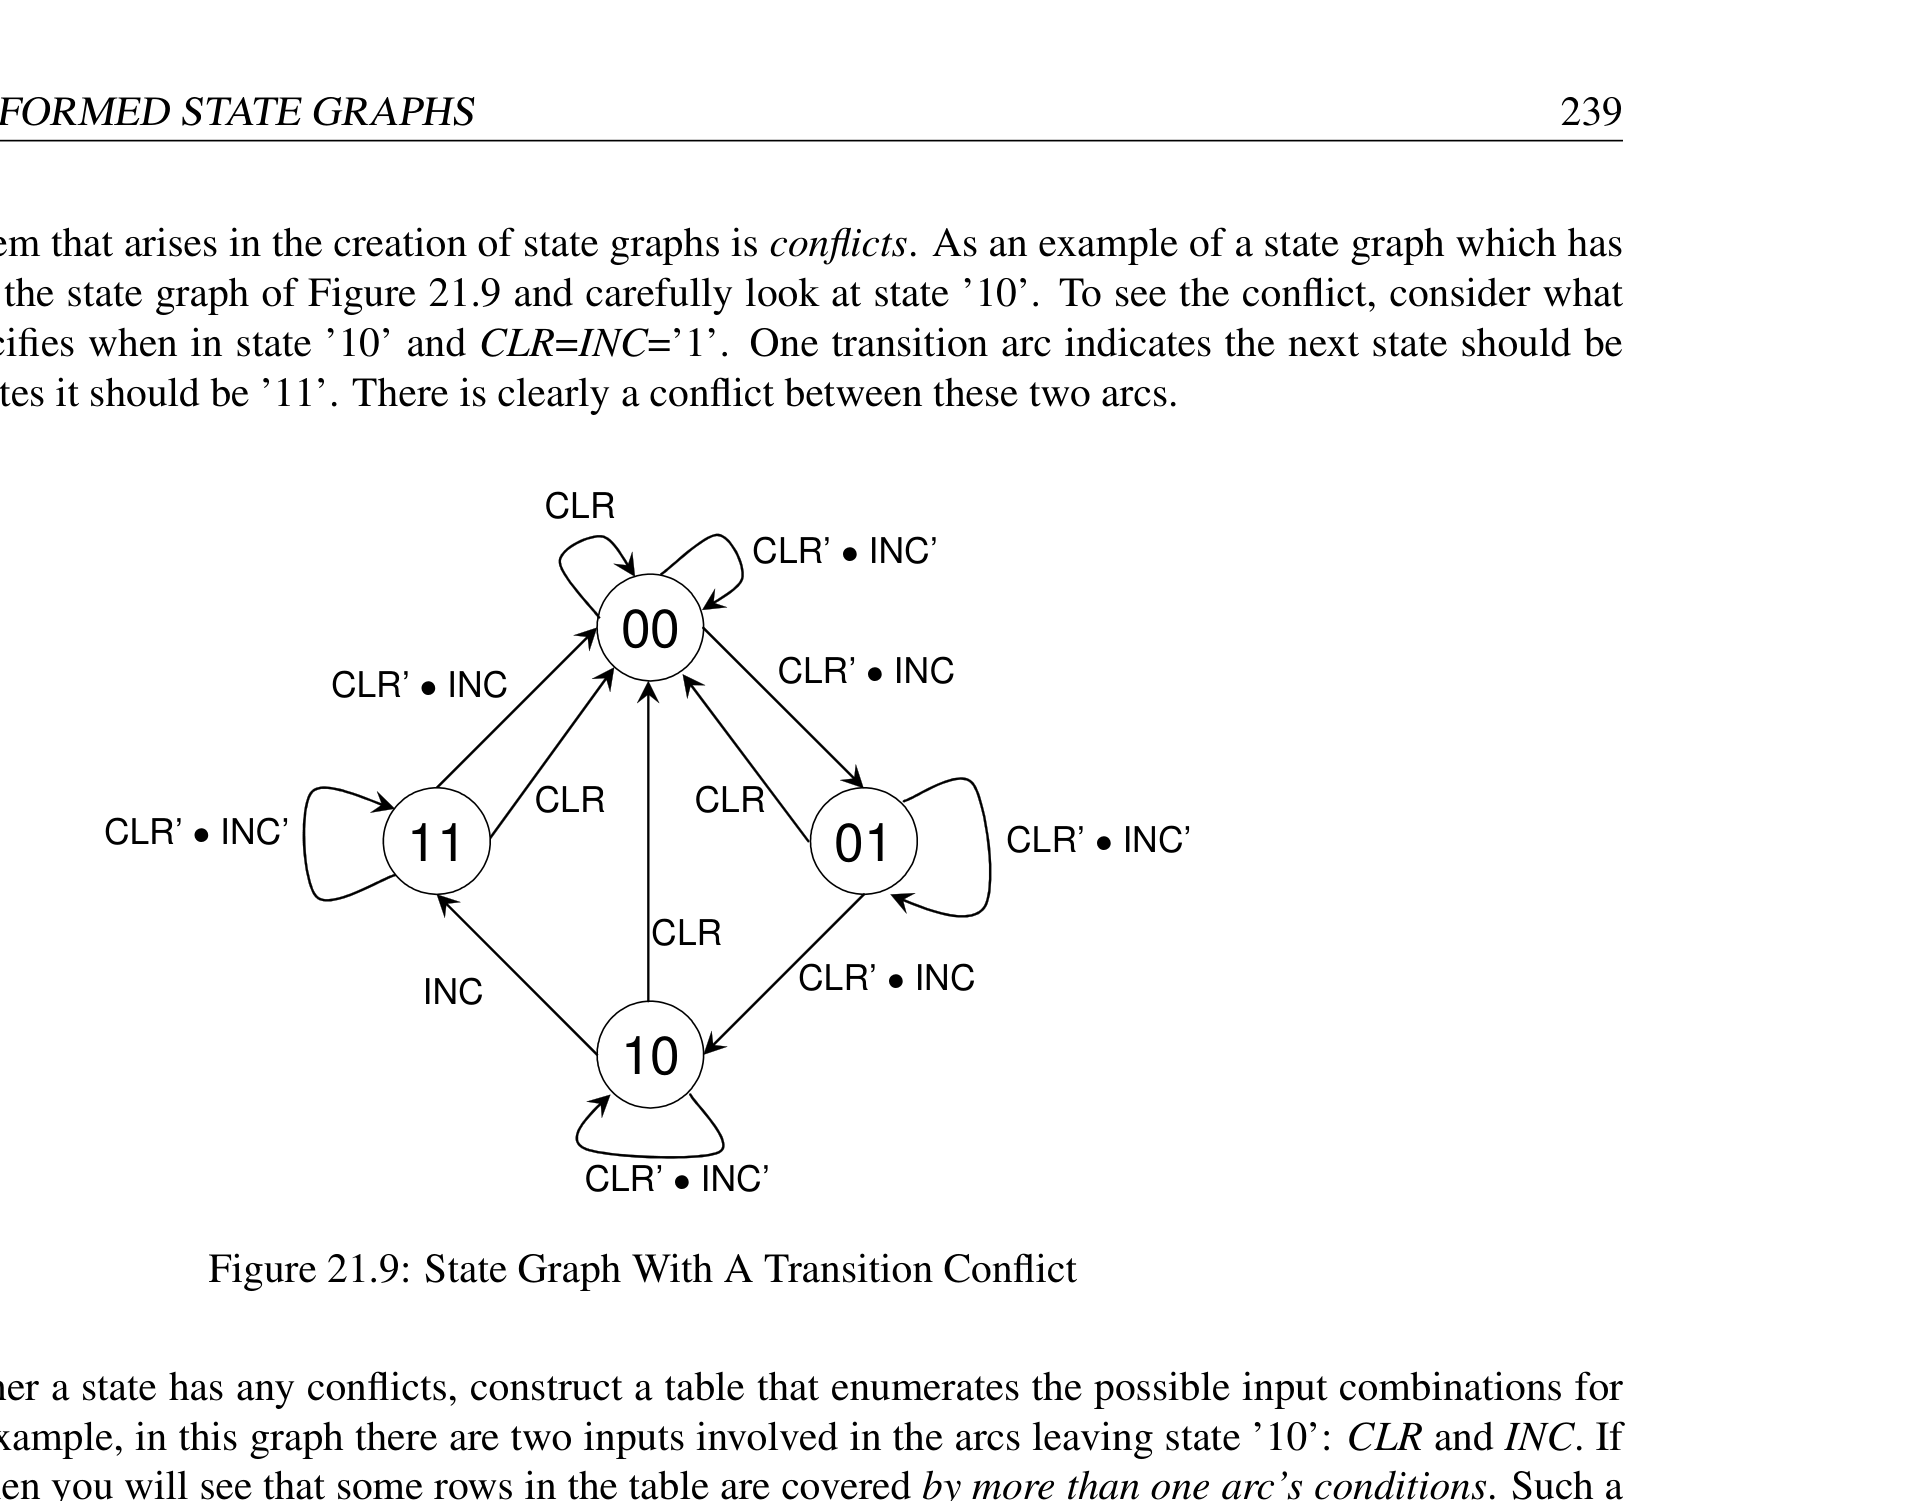 FORMED STATE GRAPHS 239
em that arises in the creation of state graphs is conflicts. As an example of a state graph which has
the state graph of Figure 21.9 and carefully look at state ’10’. To see the conflict, consider what
cifies when in state ’10’ and CLR=INC=’1’. One transition arc indicates the next state should be
tes it should be ’11’. There is clearly a conflict between these two arcs.
CLR
CLR’ • INC’
00
CLR’ • INC
CLR’ • INC
CLR
CLR
CLR’ • INC’
11
01
CLR’ • INC’
CLR
INC
CLR’ • INC
10
CLR’ • INC’
Figure 21.9: State Graph With A Transition Conflict
her a state has any conflicts, construct a table that enumerates the possible input combinations for
xample, in this graph there are two inputs involved in the arcs leaving state ’10’: CLR and INC. If
en you will see that some rows in the table are covered by more than one arc’s conditions. Such a